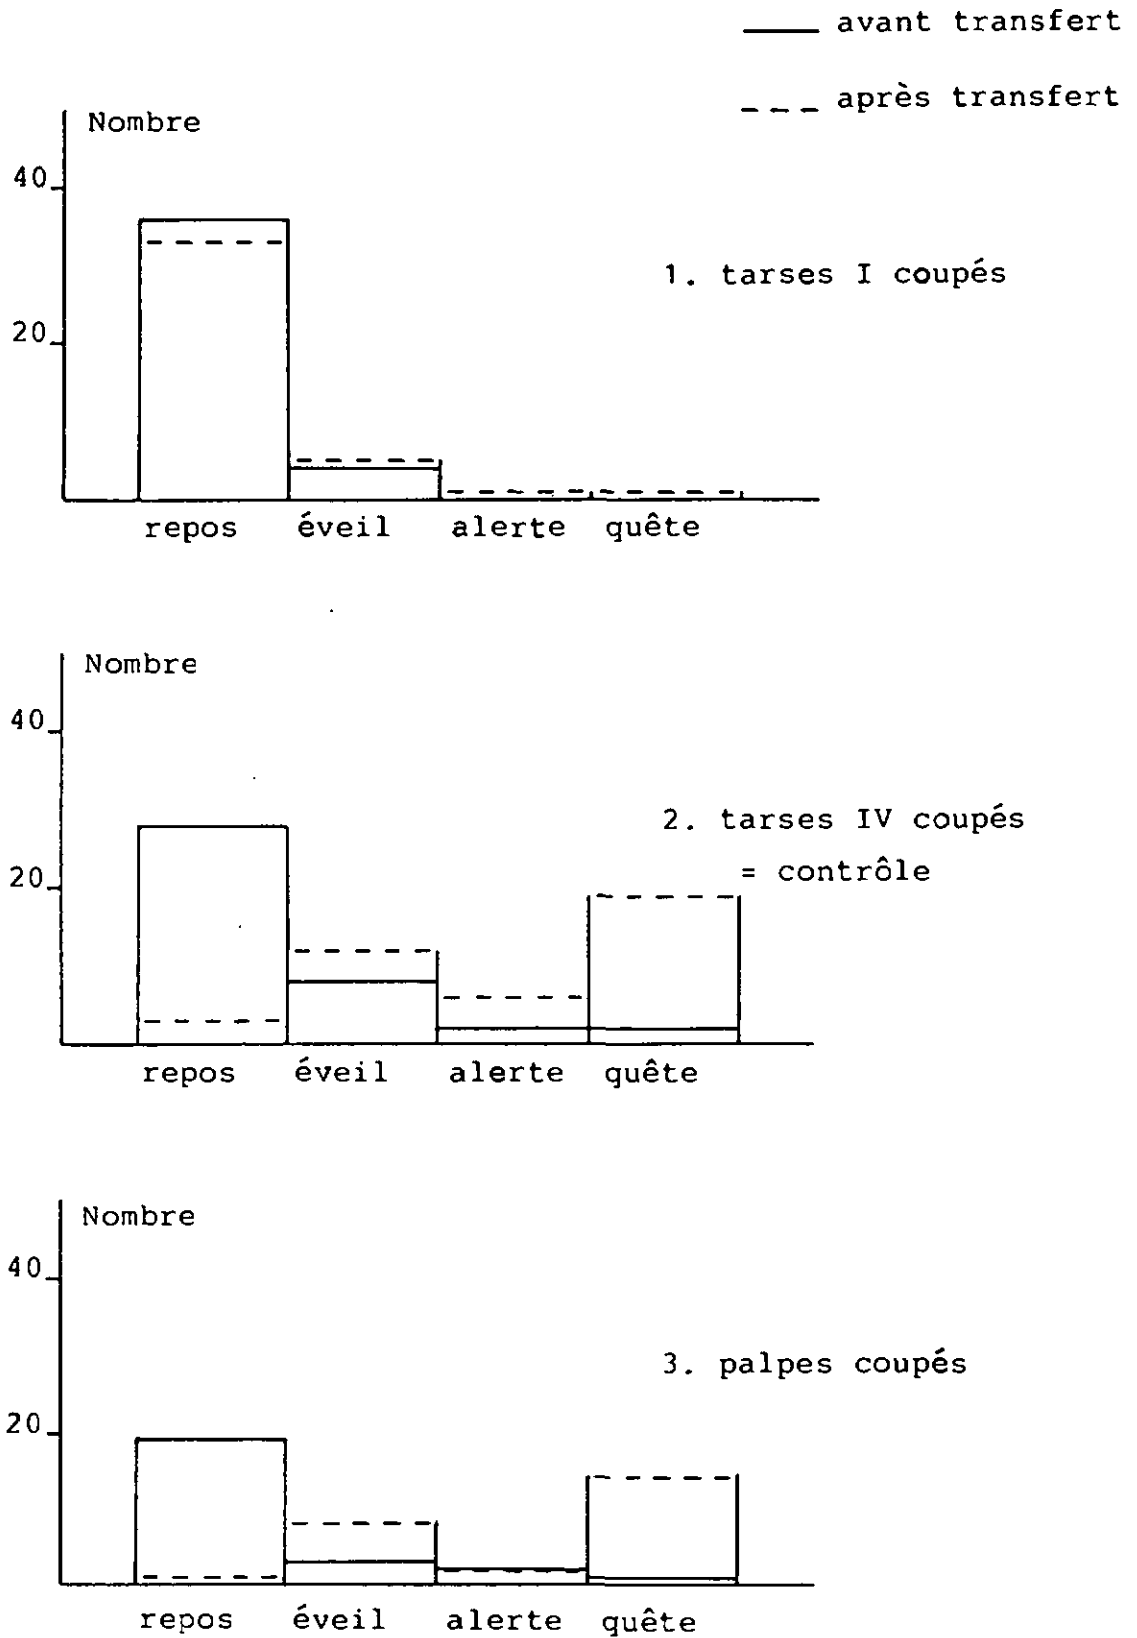 avant transfert
après transfert
Nombre
40
20
1. tarses I coupés
repos éveil alerte quête
Nombre
40
20
2. tarses IV coupés
= contrôle
repos éveil alerte quête
Nombre
40
20
3. palpes coupés
repos éveil alerte quête